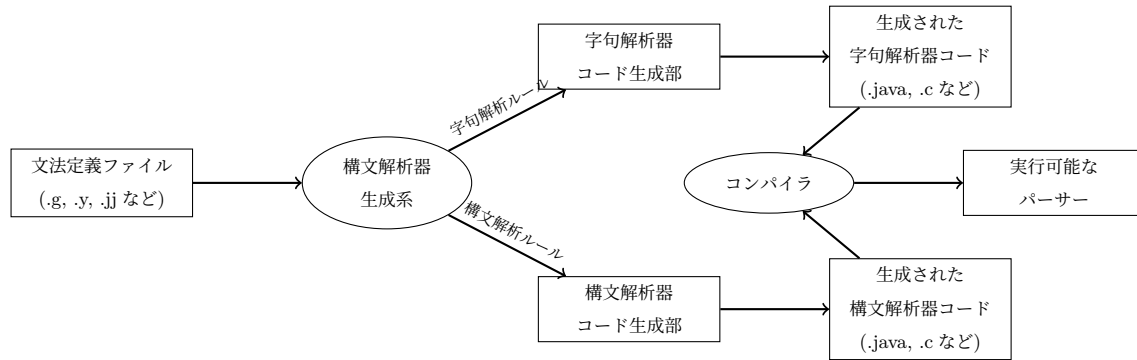 文法定義ファイル
(.g, .y, .jj など)
構文解析器
生成系
字句解析ルール
構文解析ルール
字句解析器
コード生成部
構文解析器
コード生成部
生成された
字句解析器コード
(.java, .c など)
コンパイラ
生成された
構文解析器コード
(.java, .c など)
実行可能な
パーサー